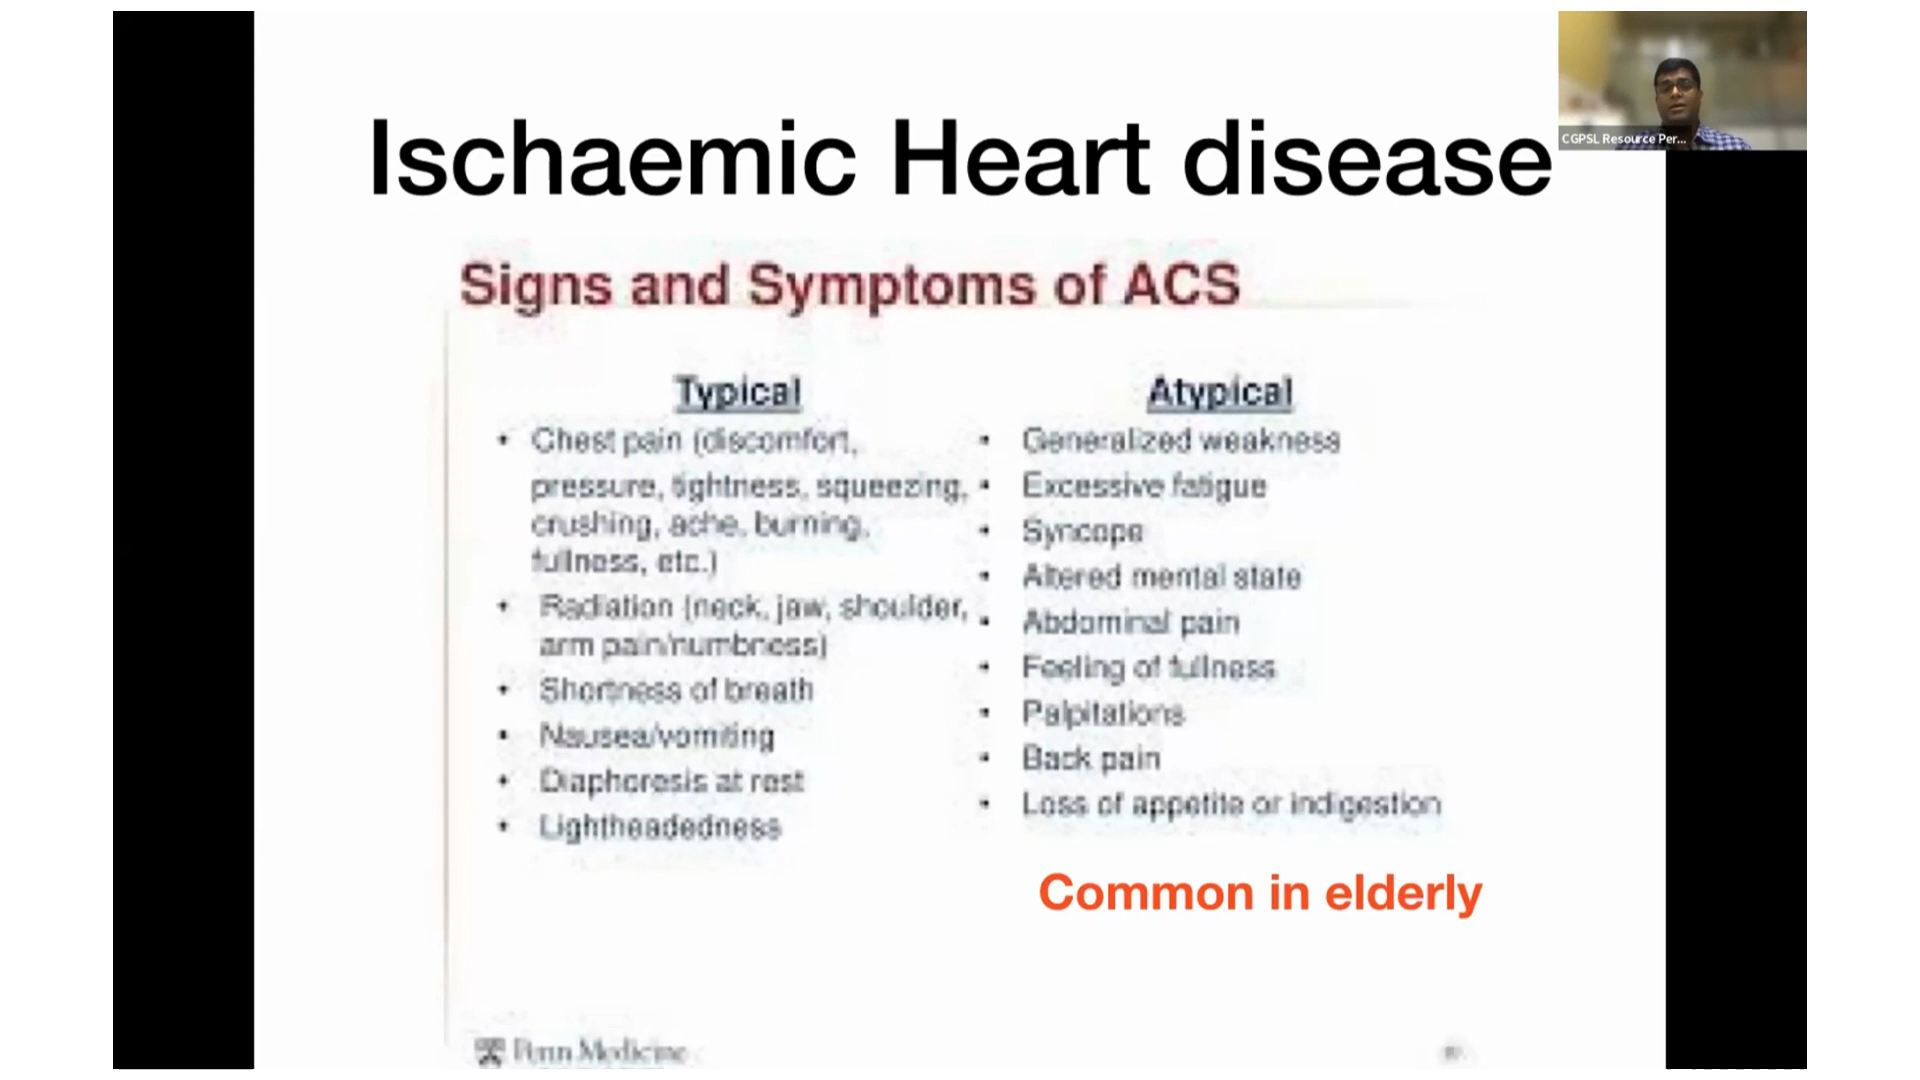 Ischaemic Heart disease
CGPSL Resource Per...
Signs and Symptoms of ACS
Typical
• Chest pain (discomfort,
pressure, tightness, squeezing,
crushing, ache, burning,
fullness, etc.)
• Radiation (neck, jaw, shoulder,
arm pain/numbness)
• Shortness of breath
• Nausea/vomiting
• Diaphoresis at rest
• Lightheadedness
Atypical
• Generalized weakness
• Excessive fatigue
• Syncope
• Altered mental state
• Abdominal pain
• Feeling of fullness
• Palpitations
• Back pain
• Loss of appetite or indigestion
Common in elderly
Penn Medicine